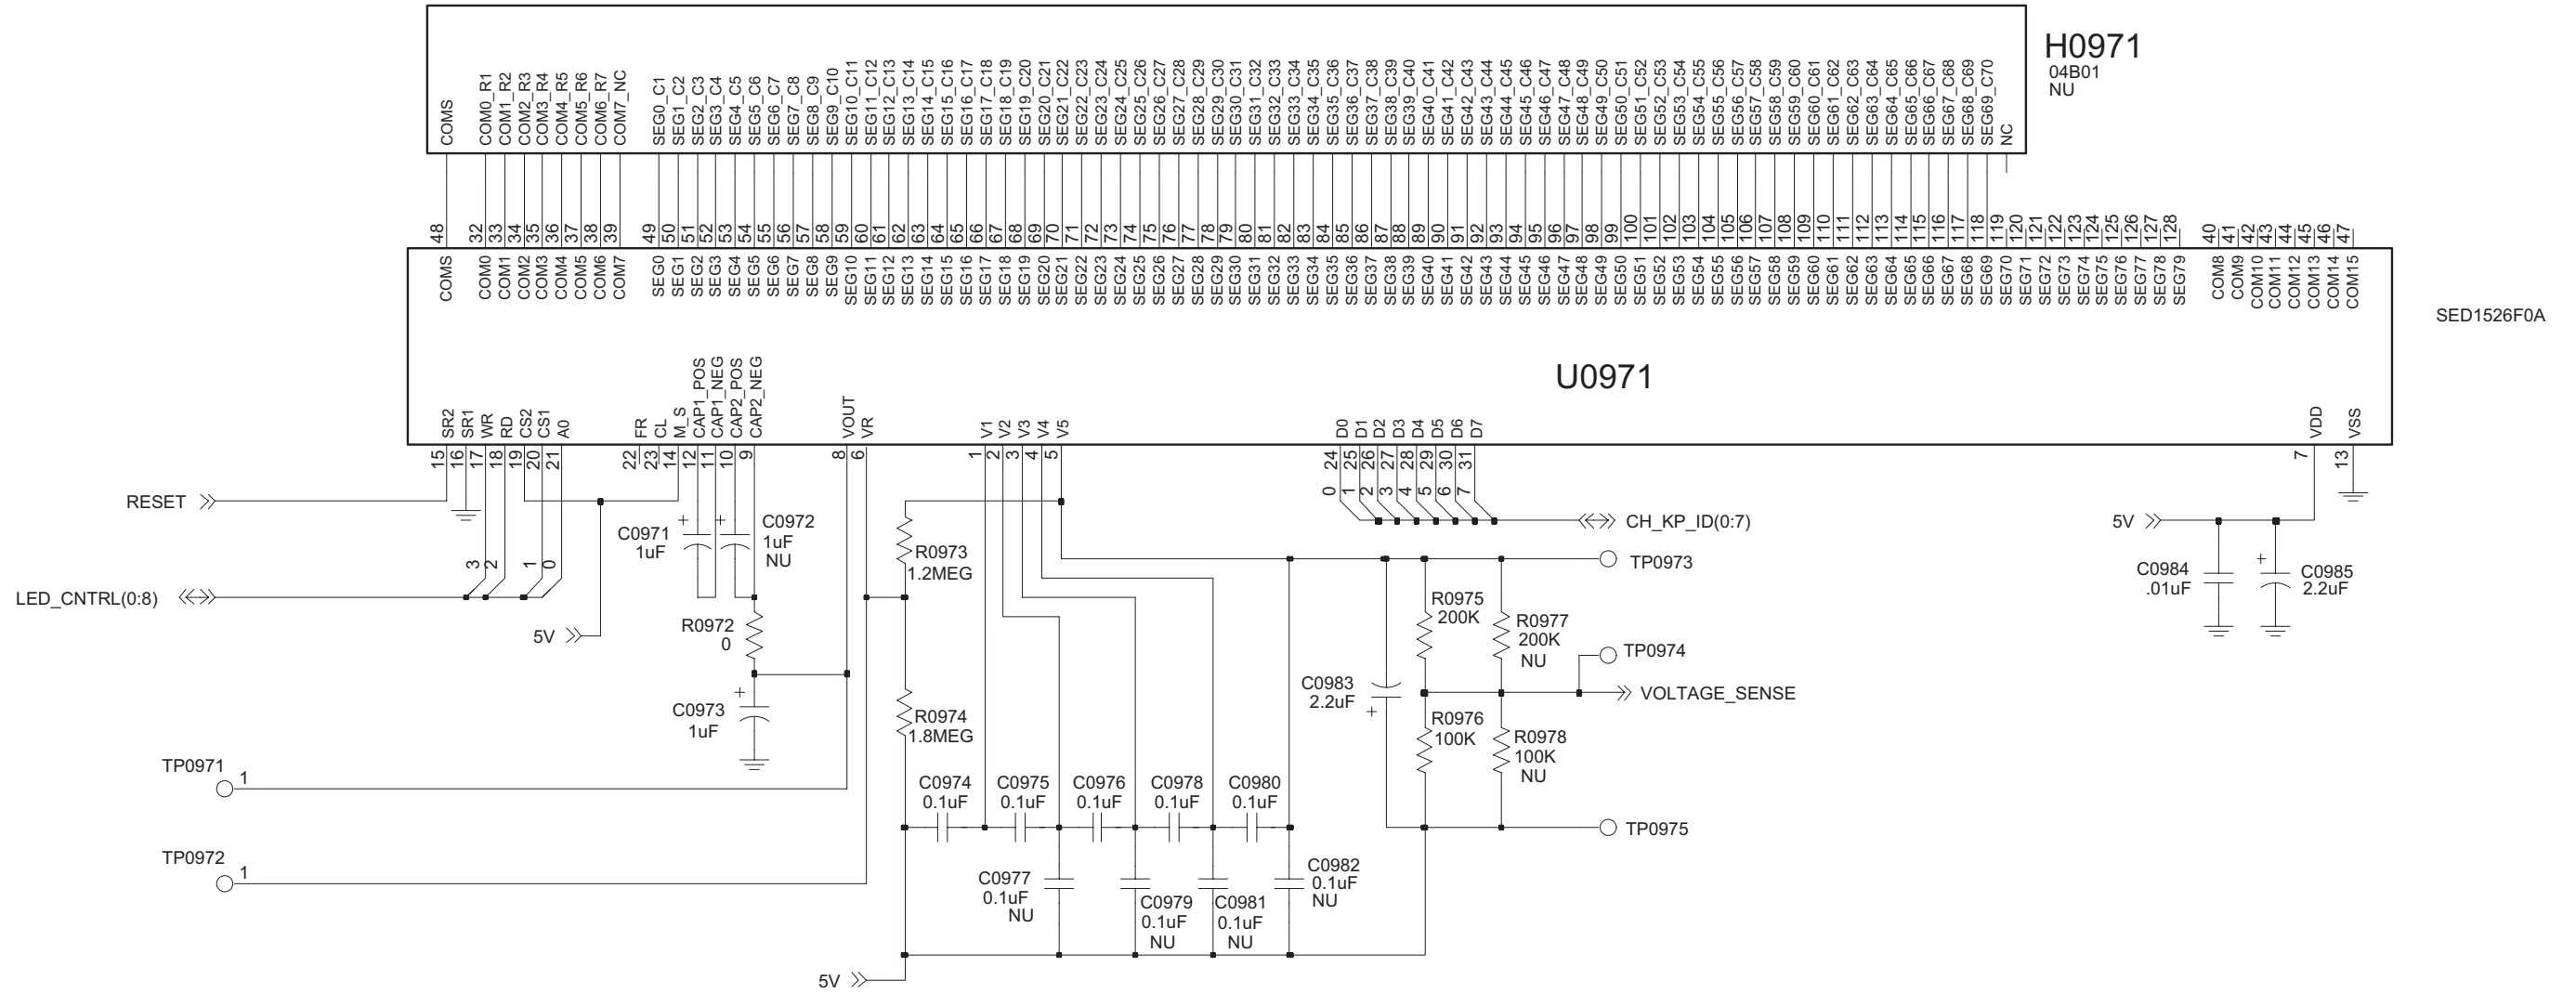 H0971
04B01
NU
COMS
COM0_R1
COM1_R2
COM2_R3
COM3_R4
COM4_R5
COM5_R6
COM6_R7
COM7_NC
SEG0_C1
SEG1_C2
SEG2_C3
SEG3_C4
SEG4_C5
SEG5_C6
SEG6_C7
SEG7_C8
SEG8_C9
SEG9_C10
SEG10_C11
SEG11_C12
SEG12_C13
SEG13_C14
SEG14_C15
SEG15_C16
SEG16_C17
SEG17_C18
SEG18_C19
SEG19_C20
SEG20_C21
SEG21_C22
SEG22_C23
SEG23_C24
SEG24_C25
SEG25_C26
SEG26_C27
SEG27_C28
SEG28_C29
SEG29_C30
SEG30_C31
SEG31_C32
SEG32_C33
SEG33_C34
SEG34_C35
SEG35_C36
SEG36_C37
SEG37_C38
SEG38_C39
SEG39_C40
SEG40_C41
SEG41_C42
SEG42_C43
SEG43_C44
SEG44_C45
SEG45_C46
SEG46_C47
SEG47_C48
SEG48_C49
SEG49_C50
SEG50_C51
SEG51_C52
SEG52_C53
SEG53_C54
SEG54_C55
SEG55_C56
SEG56_C57
SEG57_C58
SEG58_C59
SEG59_C60
SEG60_C61
SEG61_C62
SEG62_C63
SEG63_C64
SEG64_C65
SEG65_C66
SEG66_C67
SEG67_C68
SEG68_C69
SEG69_C70
NC
48
32
33
34
35
36
37
38
39
49
50
51
52
53
54
55
56
57
58
59
60
61
62
63
64
65
66
67
68
69
70
71
72
73
74
75
76
77
78
79
80
81
82
83
84
85
86
87
88
89
90
91
92
93
94
95
96
97
98
99
100
101
102
103
104
105
106
107
108
109
110
111
112
113
114
115
116
117
118
119
120
121
122
123
124
125
126
127
128
40
41
42
43
44
45
46
47
COMS
COM0
COM1
COM2
COM3
COM4
COM5
COM6
COM7
SEG0
SEG1
SEG2
SEG3
SEG4
SEG5
SEG6
SEG7
SEG8
SEG9
SEG10
SEG11
SEG12
SEG13
SEG14
SEG15
SEG16
SEG17
SEG18
SEG19
SEG20
SEG21
SEG22
SEG23
SEG24
SEG25
SEG26
SEG27
SEG28
SEG29
SEG30
SEG31
SEG32
SEG33
SEG34
SEG35
SEG36
SEG37
SEG38
SEG39
SEG40
SEG41
SEG42
SEG43
SEG44
SEG45
SEG46
SEG47
SEG48
SEG49
SEG50
SEG51
SEG52
SEG53
SEG54
SEG55
SEG56
SEG57
SEG58
SEG59
SEG60
SEG61
SEG62
SEG63
SEG64
SEG65
SEG66
SEG67
SEG68
SEG69
SEG70
SEG71
SEG72
SEG73
SEG74
SEG75
SEG76
SEG77
SEG78
SEG79
COM8
COM9
COM10
COM11
COM12
COM13
COM14
COM15
SED1526F0A
U0971
SR2
SR1
WR
RD
CS2
CS1
A0
FR
CL
M_S
CAP1_POS
CAP1_NEG
CAP2_POS
CAP2_NEG
VOUT
VR
V1
V2
V3
V4
V5
D0
D1
D2
D3
D4
D5
D6
D7
VDD
VSS
15
16
17
18
19
20
21
22
23
14
12
11
10
9
8
6
1
2
3
4
5
24
25
26
27
28
29
30
31
7
13
0
1
2
3
4
5
6
7
RESET
LED_CNTRL(0:8)
3
2
1
0
5V
C0971
1uF
+
+
C0972
1uF
NU
R0972
0
+
C0973
1uF
R0973
1.2MEG
R0974
1.8MEG
CH_KP_ID(0:7)
TP0973
R0975
200K
R0977
200K
NU
TP0974
VOLTAGE_SENSE
C0983
2.2uF
+
R0976
100K
R0978
100K
NU
TP0975
5V
C0984
.01uF
+
C0985
2.2uF
TP0971
1
TP0972
1
C0974
0.1uF
C0975
0.1uF
C0976
0.1uF
C0978
0.1uF
C0980
0.1uF
C0977
0.1uF
NU
C0979
0.1uF
NU
C0981
0.1uF
NU
C0982
0.1uF
NU
5V